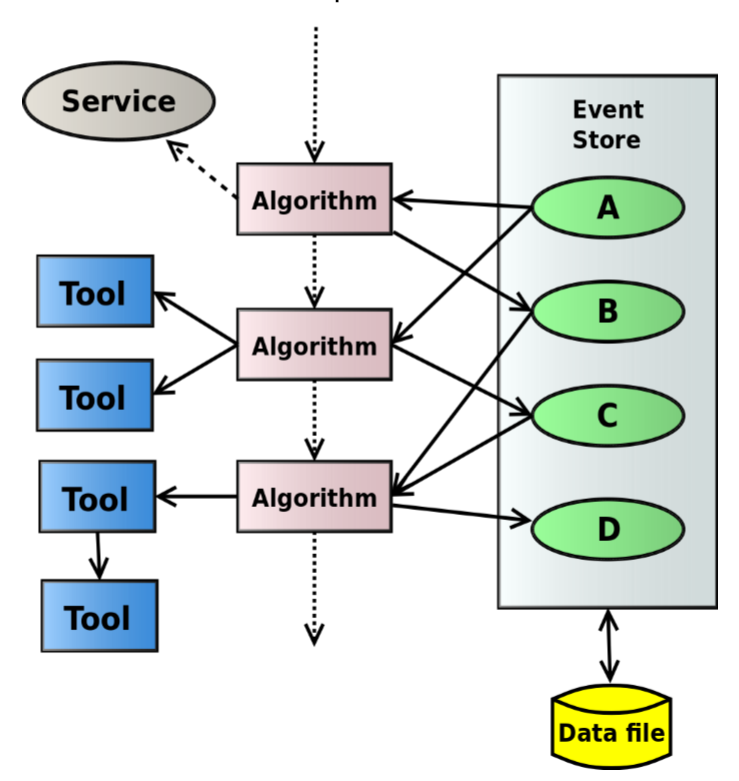 Service
Event
Store
Algorithm
A
Tool
B
Algorithm
Tool
C
Tool
Algorithm
D
Tool
Data file